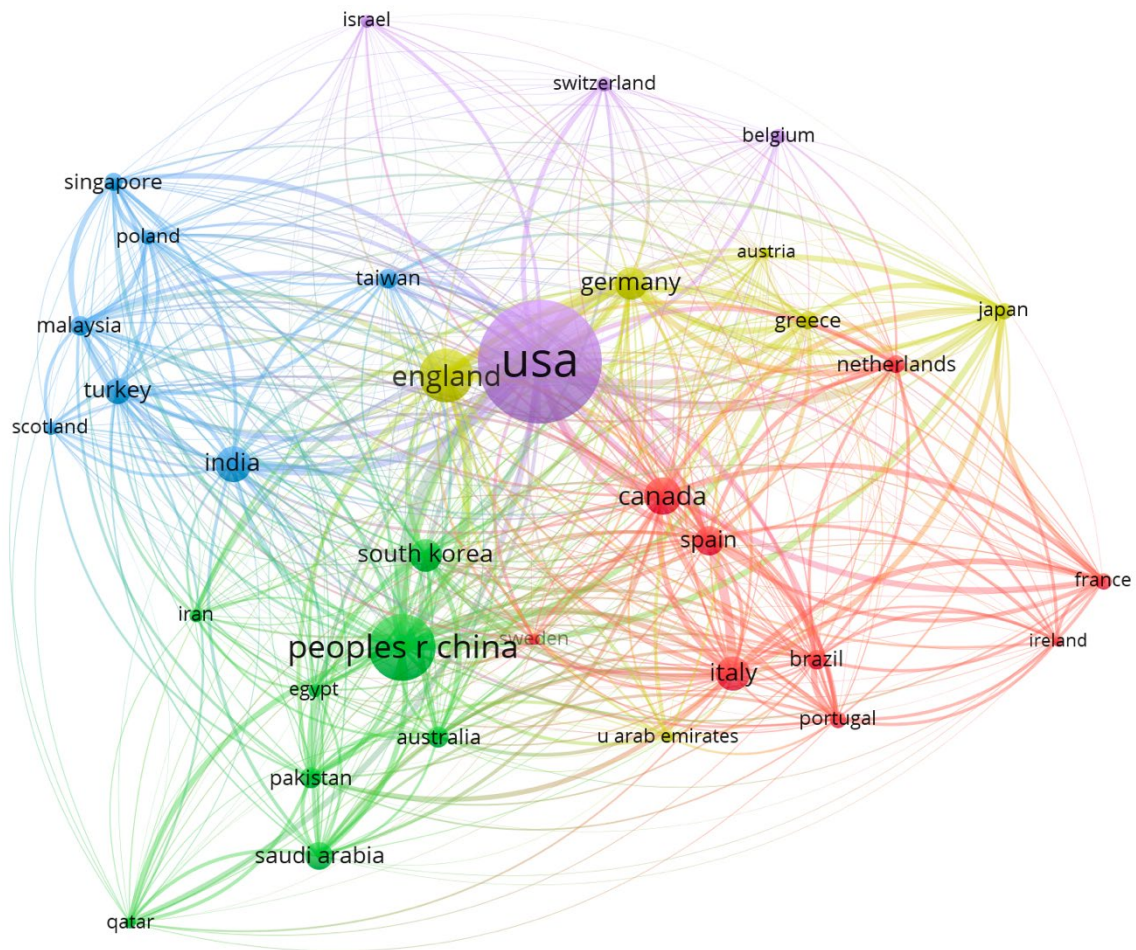 israel
switzerland
belgium
singapore
poland
austria
taiwan
germany
japan
malaysia
greece
usa
netherlands
england
turkey
scotland
india
canada
spain
south korea
france
iran
sweden
ireland
peoples r china
brazil
italy
egypt
portugal
australia
u arab emirates
pakistan
saudi arabia
qatar